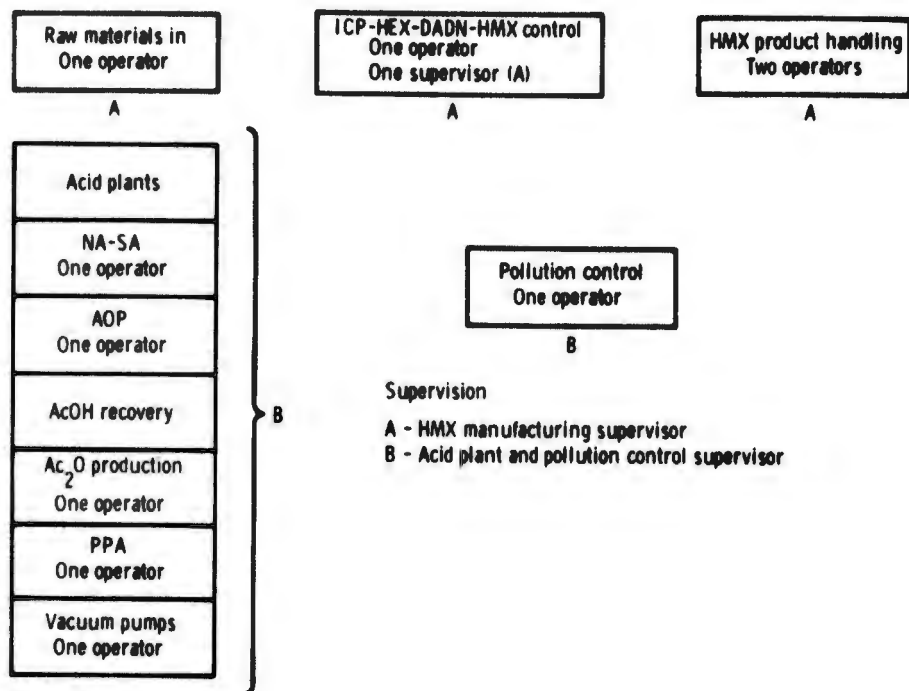 Raw materials in
One operator
A
ICP-HEX-DADN-HMX control
One operator
One supervisor (A)
A
HMX product handling
Two operators
A
Acid plants
NA-SA
One operator
AOP
One operator
AcOH recovery
Ac2O production
One operator
PPA
One operator
Vacuum pumps
One operator
B
Pollution control
One operator
B
Supervision
A - HMX manufacturing supervisor
B - Acid plant and pollution control supervisor